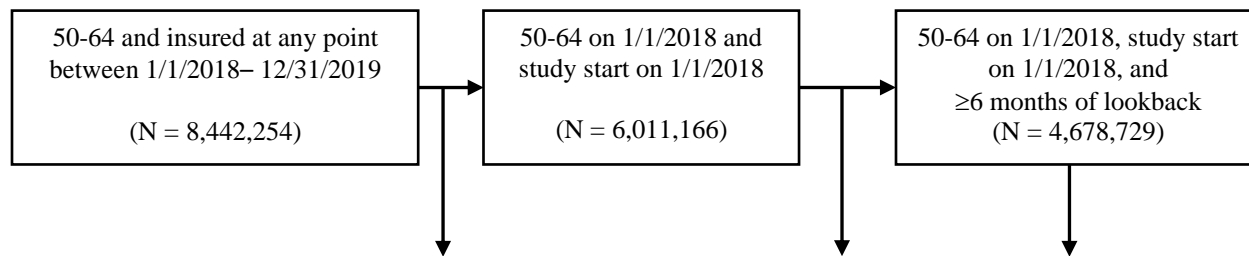 50-64 and insured at any point
between 1/1/2018– 12/31/2019
(N = 8,442,254)
50-64 on 1/1/2018 and
study start on 1/1/2018
(N = 6,011,166)
50-64 on 1/1/2018, study start
on 1/1/2018, and
≥6 months of lookback
(N = 4,678,729)